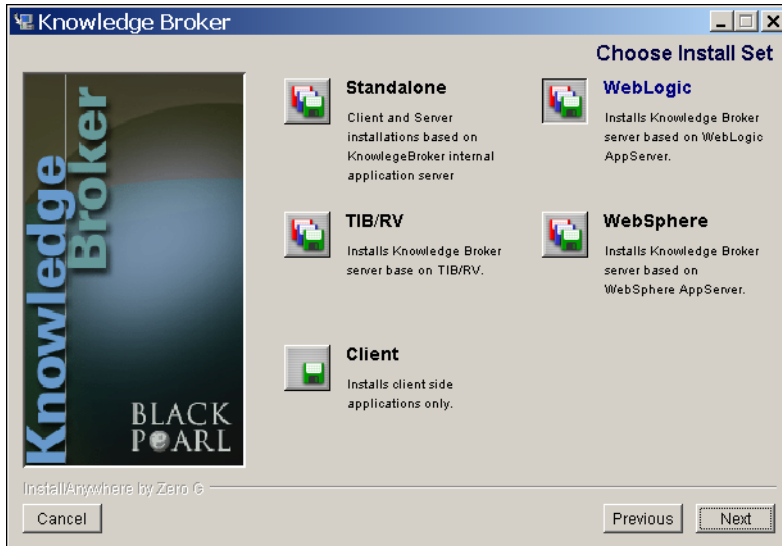 Knowledge Broker
Choose Install Set
Knowledge
Broker
BLACK
PeARL
Standalone
Client and Server
installations based on
KnowlegeBroker internal
application server
WebLogic
Installs Knowledge Broker
server based on WebLogic
AppServer.
TIB/RV
Installs Knowledge Broker
server base on TIB/RV.
WebSphere
Installs Knowledge Broker
server based on
WebSphere AppServer.
Client
Installs client side
applications only.
InstallAnywhere by Zero G
Cancel
Previous
Next